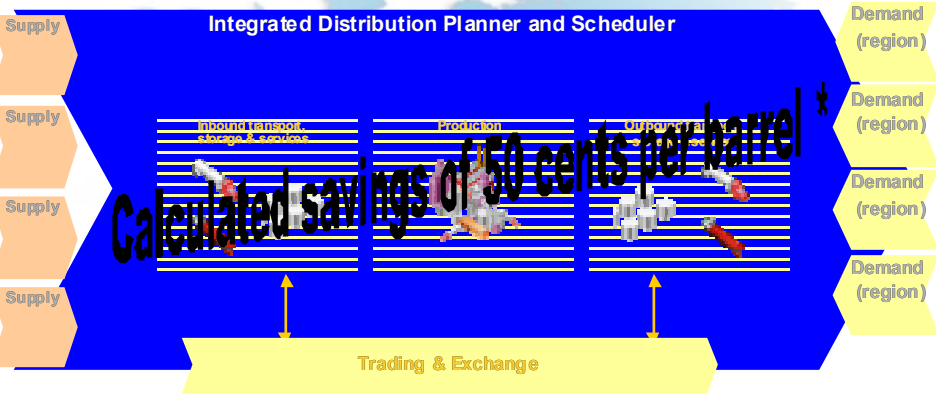 Integrated Distribution Planner and Scheduler
Supply
Supply
Supply
Supply
Inbound transport,
storage & services
Production
Outbound
Calculated savings of 50 cents per barrel *
Demand
(region)
Demand
(region)
Demand
(region)
Demand
(region)
Trading & Exchange